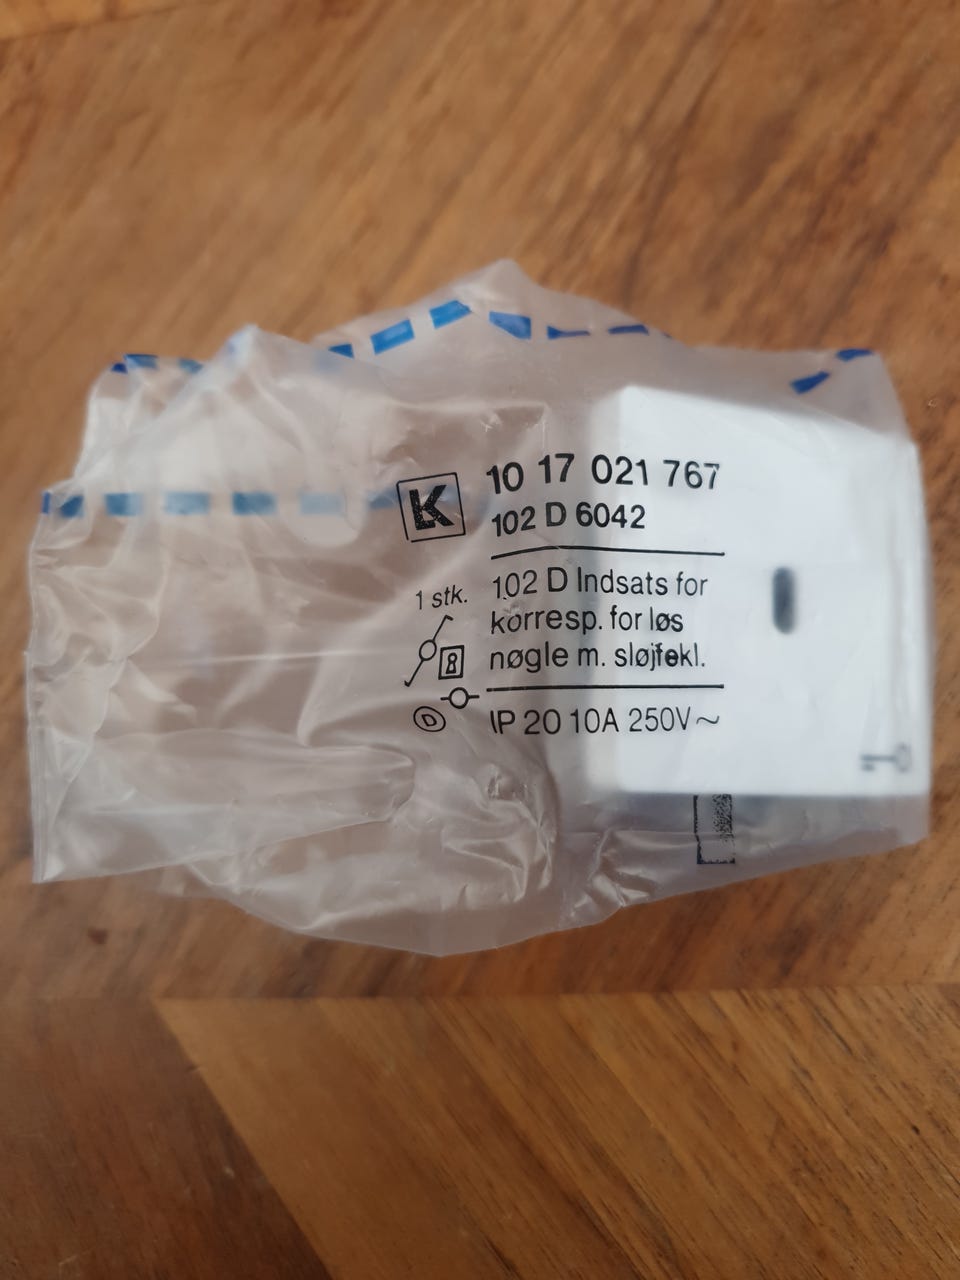 LK
10 17 021 767
102 D 6042
1 stk.
102 D Indsats for
korresp. for løs
nøgle m. sløjfekl.
D
IP 20 10A 250V~